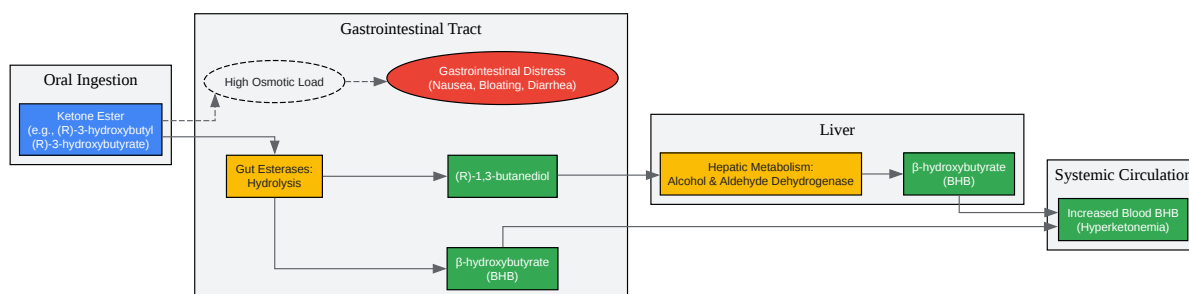 Gastrointestinal Tract
Oral Ingestion
Ketone Ester
(e.g., (R)-3-hydroxybutyl
(R)-3-hydroxybutyrate)
High Osmotic Load
Gastrointestinal Distress
(Nausea, Bloating, Diarrhea)
Gut Esterases:
Hydrolysis
(R)-1,3-butanediol
β-hydroxybutyrate
(BHB)
Liver
Hepatic Metabolism:
Alcohol & Aldehyde Dehydrogenase
β-hydroxybutyrate
(BHB)
Systemic Circulation
Increased Blood BHB
(Hyperketonemia)